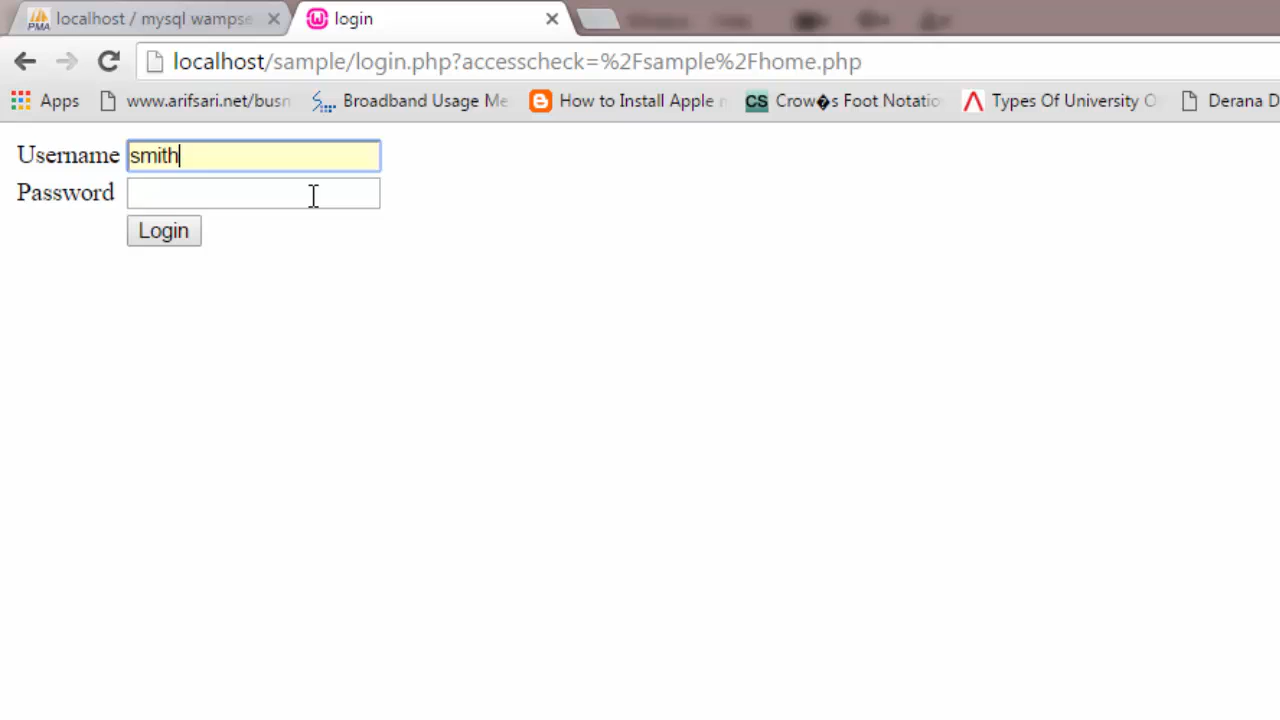 PMA localhost / mysql wampse login
localhost/sample/login.php?accesscheck=%2Fsample%2Fhome.php
Apps www.arifsari.net/busn Broadband Usage Me How to Install Apple CS Crow�s Foot Notatio Types Of University O Derana D
Username smith
Password
Login